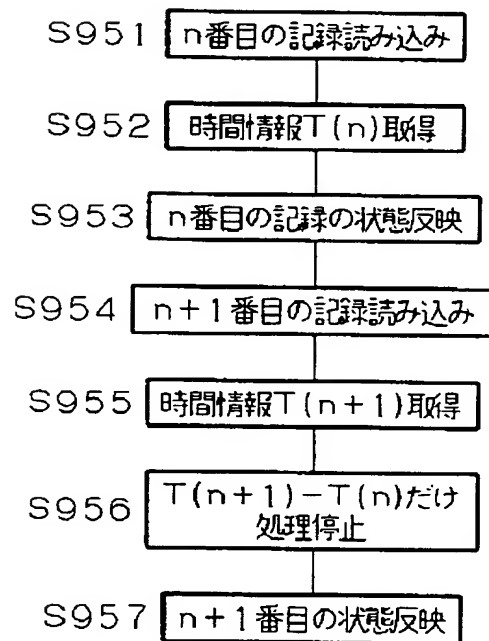 S951 n番目の記録読み込み
S952 時間情報T(n)取得
S953 n番目の記録の状態反映
S954 n+1番目の記録読み込み
S955 時間情報T(n+1)取得
S956 T(n+1)-T(n)だけ
処理停止
S957 n+1番目の状態反映